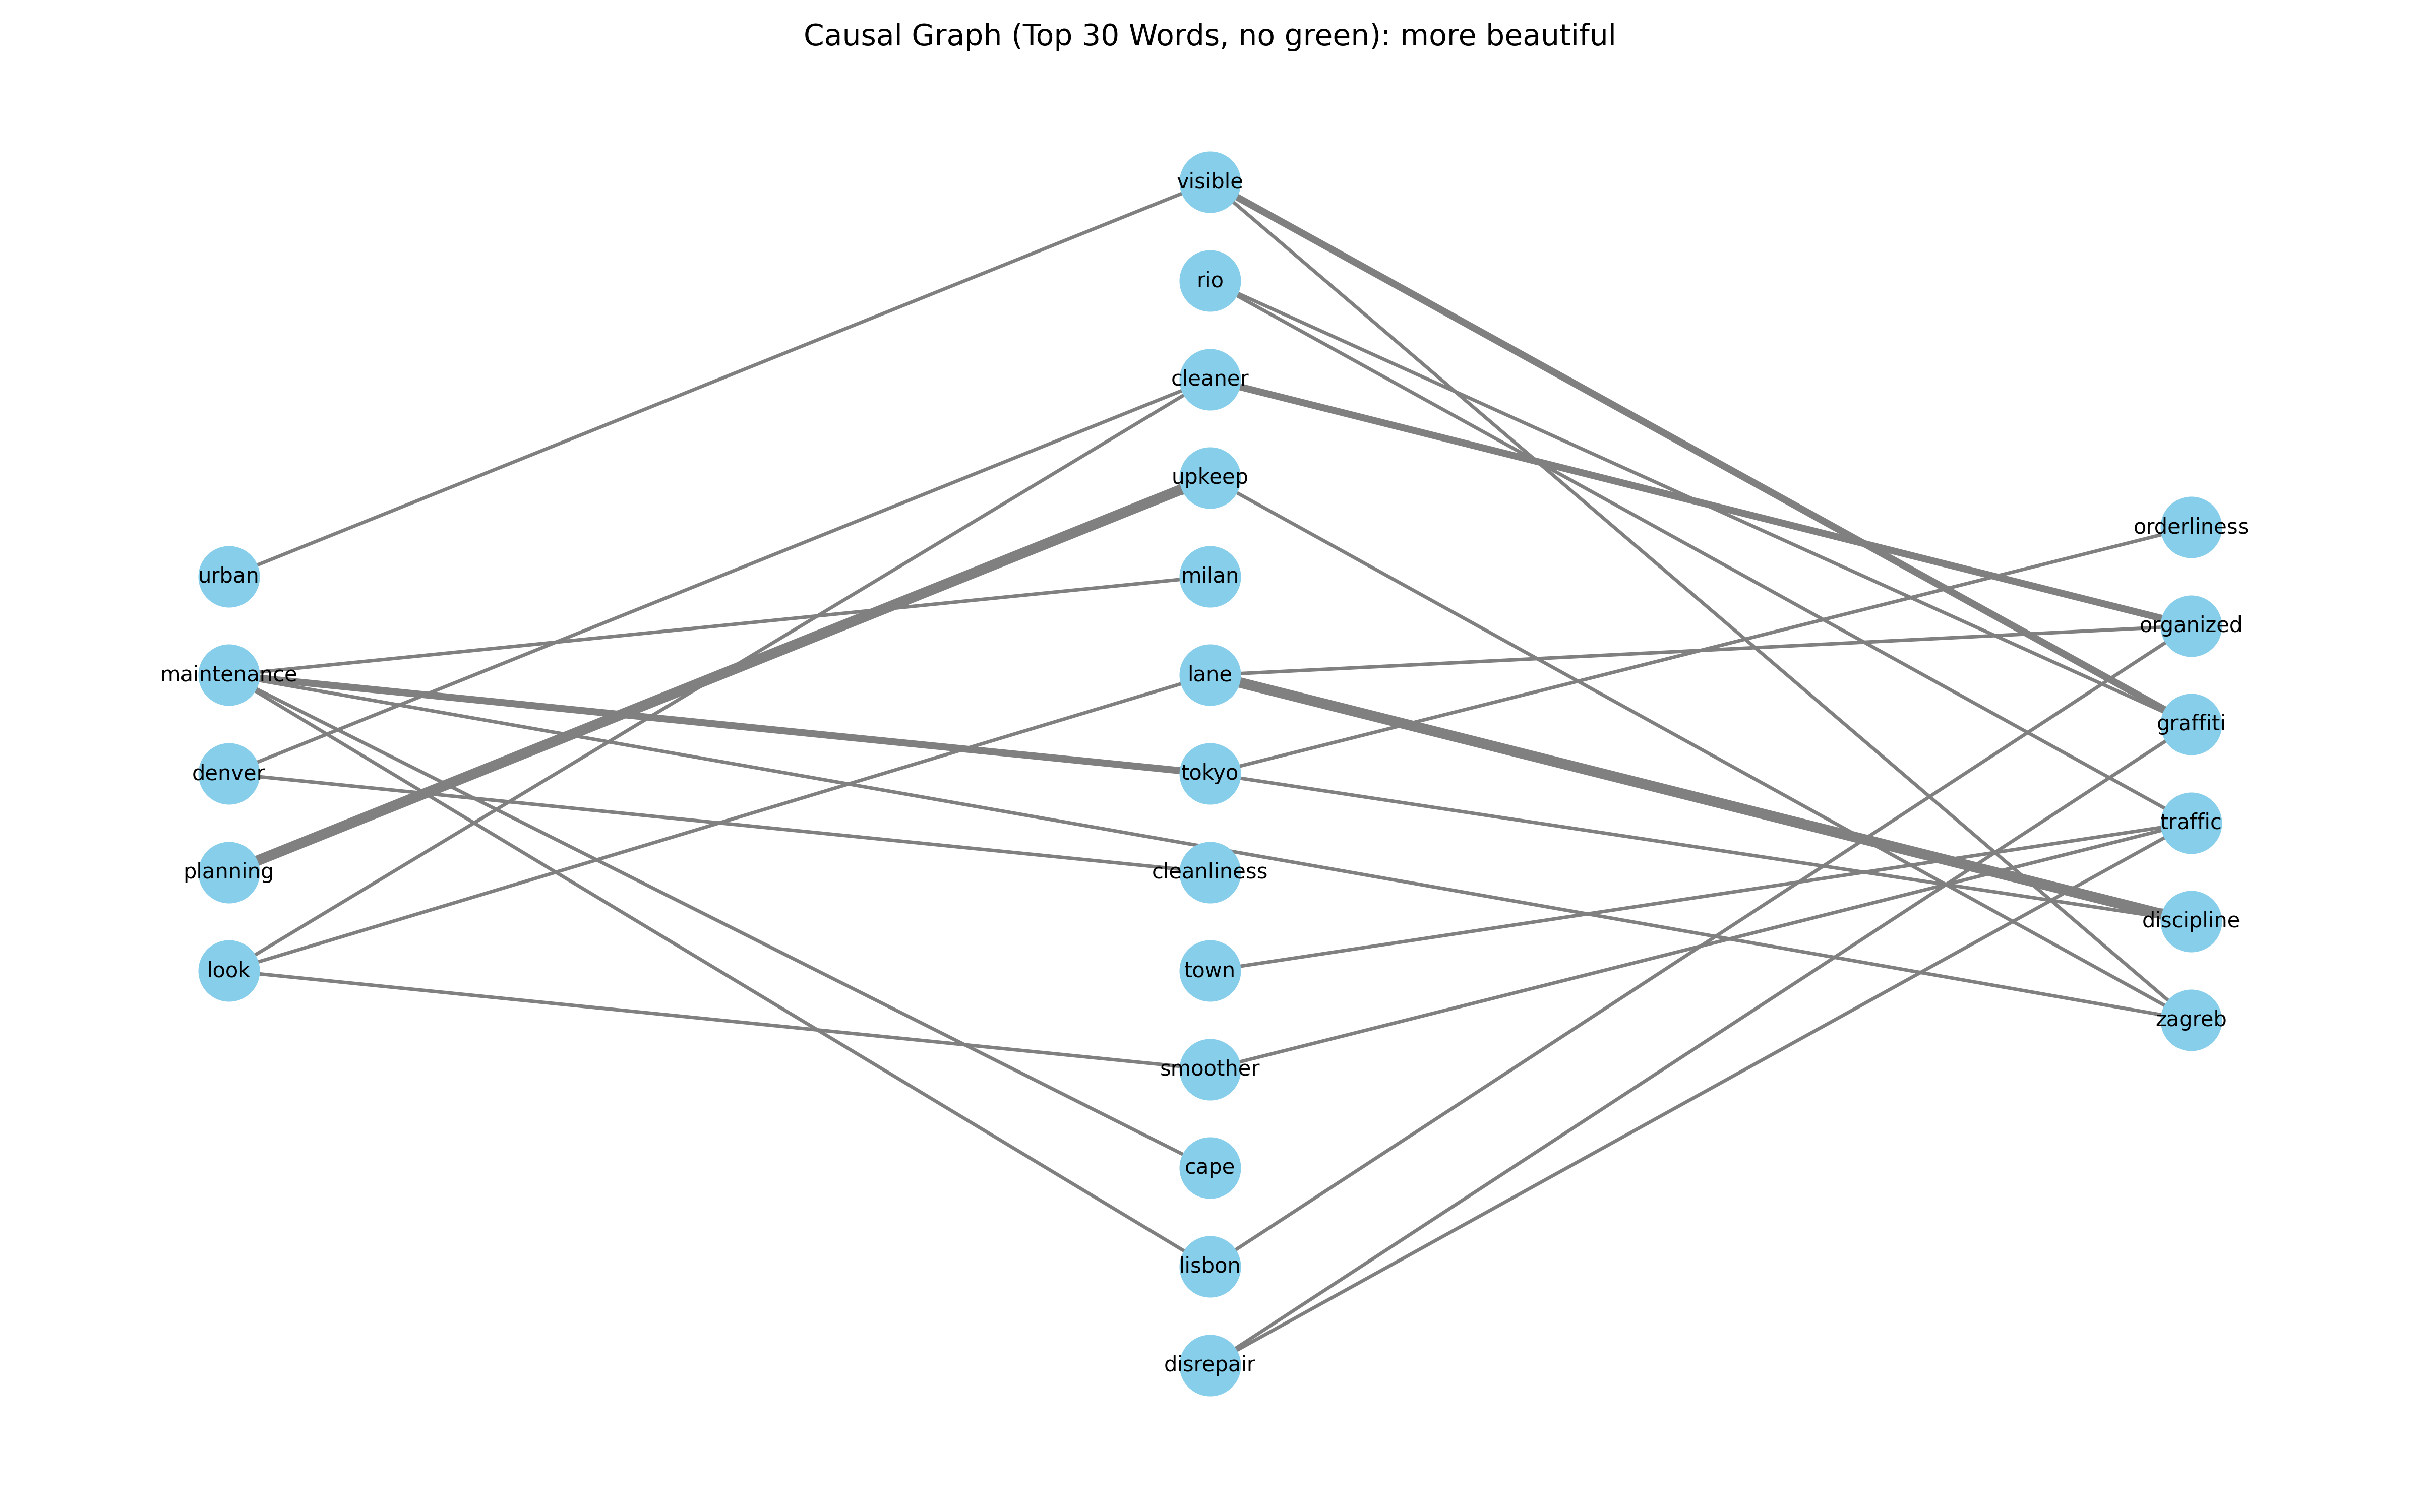 Causal Graph (Top 30 Words, no green): more beautiful
urban
maintenance
denver
planning
look
visible
rio
cleaner
upkeep
milan
lane
tokyo
cleanliness
town
smoother
cape
lisbon
disrepair
orderliness
organized
graffiti
traffic
discipline
zagreb